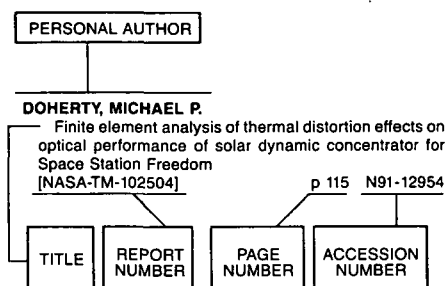 PERSONAL AUTHOR
DOHERTY, MICHAEL P.
Finite element analysis of thermal distortion effects on
optical performance of solar dynamic concentrator for
Space Station Freedom
[NASA-TM-102504] p 115 N91-12954
TITLE
REPORT
NUMBER
PAGE
NUMBER
ACCESSION
NUMBER